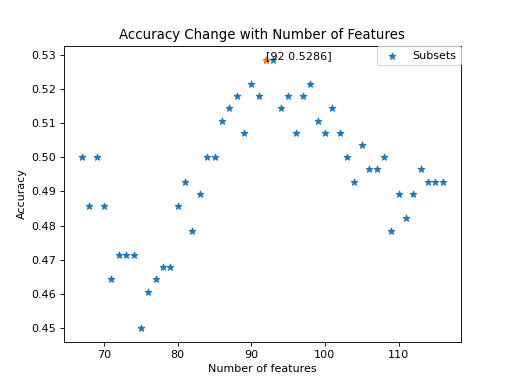 Accuracy Change with Number of Features
[92 0.5286]
Subsets
0.53
0.52
0.51
0.50
0.49
0.48
0.47
0.46
0.45
Accuracy
70 80 90 100 110
Number of features